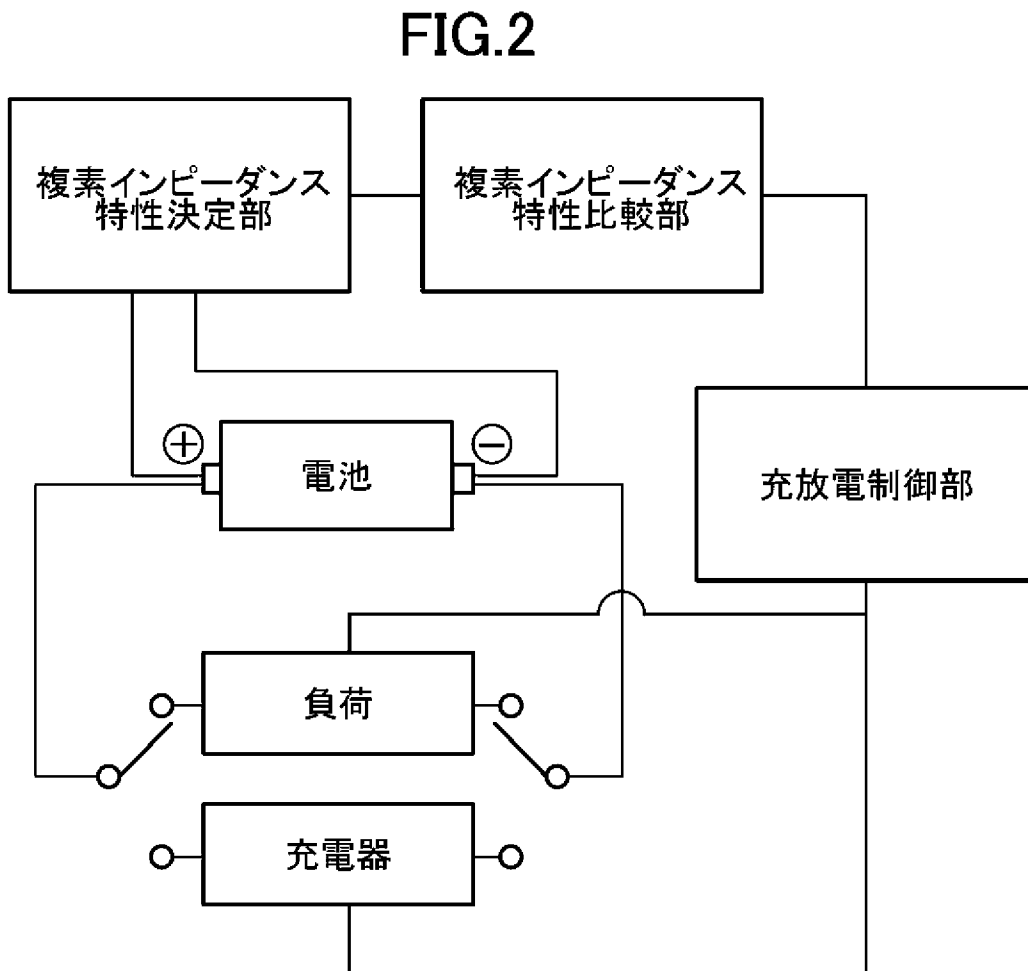 FIG.2
複素インピーダンス
特性決定部
複素インピーダンス
特性比較部
+
−
電池
充放電制御部
負荷
充電器